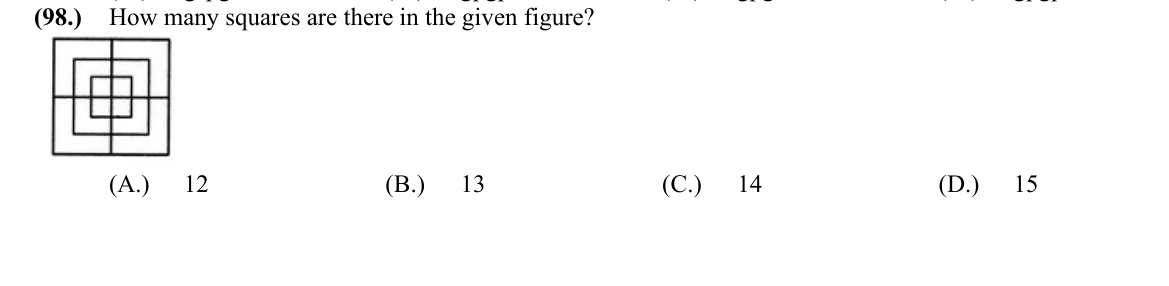 (98.) How many squares are there in the given figure?
(A.) 12 (B.) 13 (C.) 14 (D.) 15